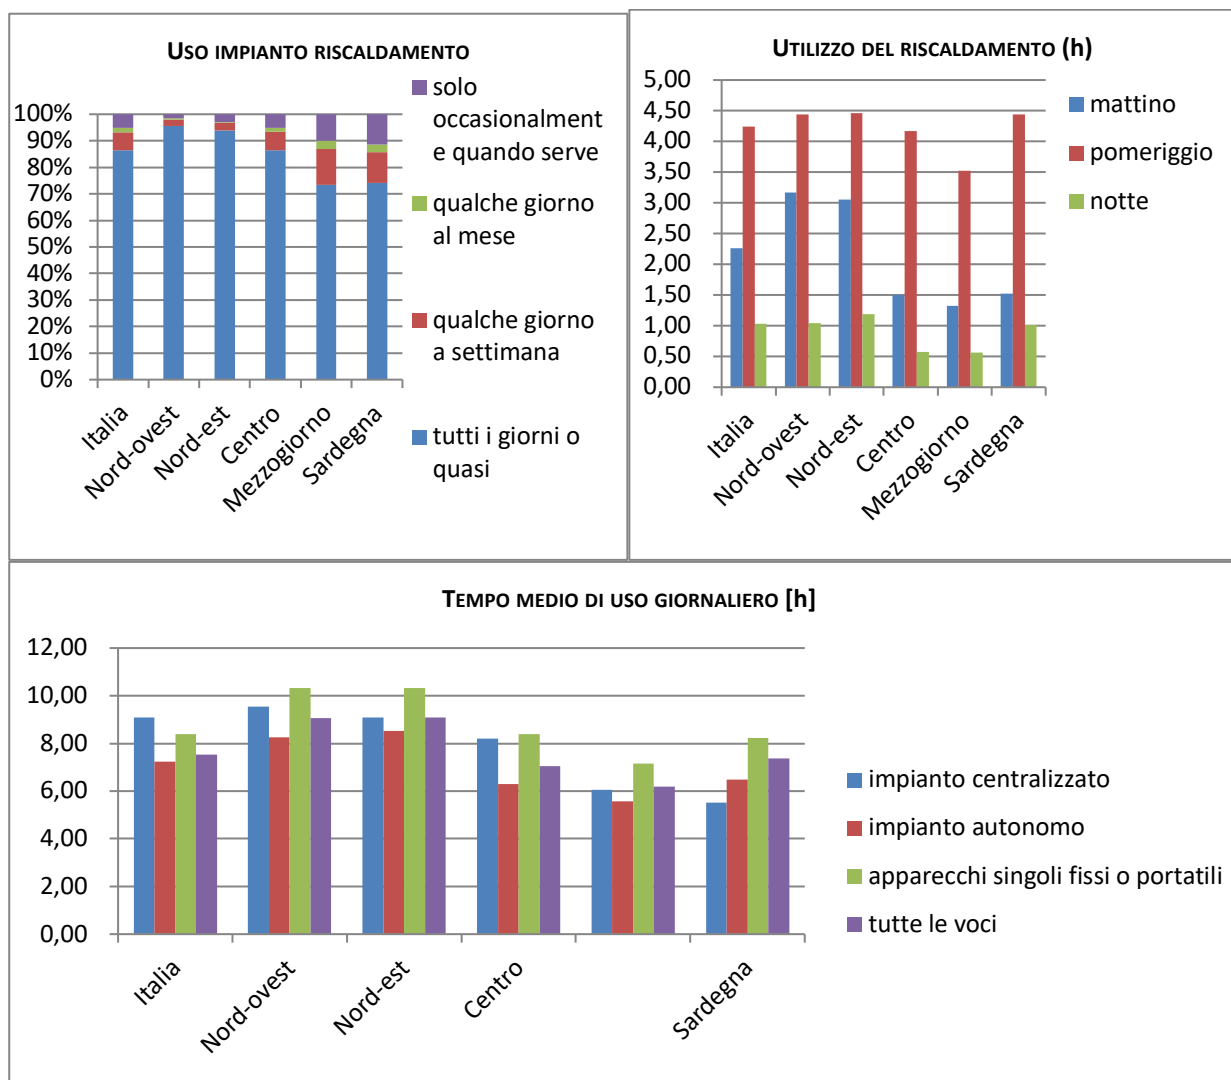 USO IMPIANTO RISCALDAMENTO
100%
90%
80%
70%
60%
50%
40%
30%
20%
10%
0%
Italia
Nord-ovest
Nord-est
Centro
Mezzogiorno
Sardegna
solo
occasionalment
e quando serve
qualche giorno
al mese
qualche giorno
a settimana
tutti i giorni o
quasi
UTILIZZO DEL RISCALDAMENTO (h)
5,00
4,50
4,00
3,50
3,00
2,50
2,00
1,50
1,00
0,50
0,00
Italia
Nord-ovest
Nord-est
Centro
Mezzogiorno
Sardegna
mattino
pomeriggio
notte
TEMPO MEDIO DI USO GIORNALIERO [h]
12,00
10,00
8,00
6,00
4,00
2,00
0,00
Italia
Nord-ovest
Nord-est
Centro
Sardegna
impianto centralizzato
impianto autonomo
apparecchi singoli fissi o portatili
tutte le voci